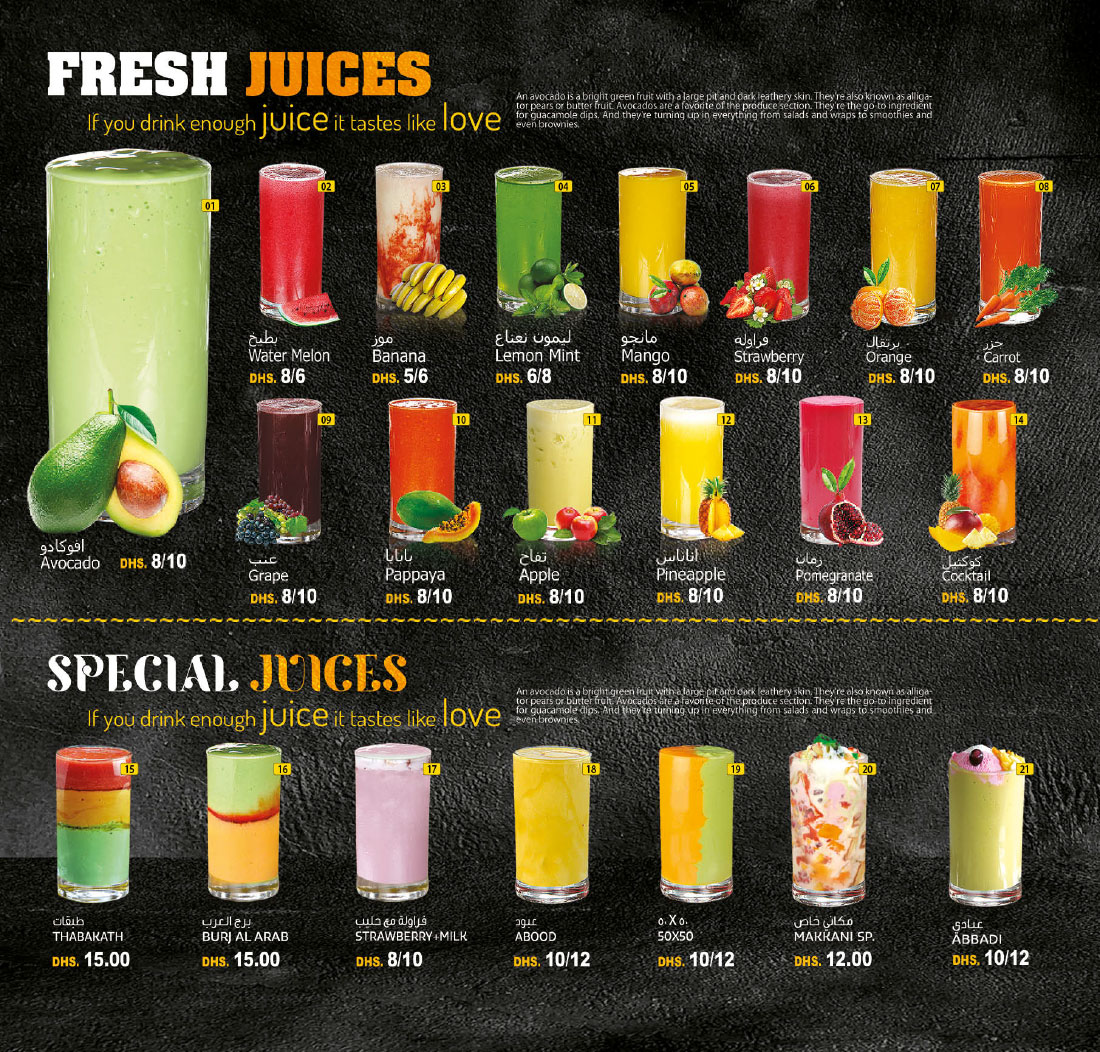 FRESH JUICES
If you drink enough juice it tastes like love
An avocado is a bright green fruit with a large pit and dark leathery skin. They're also known as alliga-
tor pears or butter fruit. Avocados are a favorite of the produce section. They're the go-to ingredient
for guacamole dips. And they're turning up in everything from salads and wraps to smoothies and
even brownies.
01
افوكادو
Avocado DHS. 8/10
02
بطيخ
Water Melon
DHS. 8/6
03
موز
Banana
DHS. 5/6
04
ليمون نعناع
Lemon Mint
DHS. 6/8
05
مانجو
Mango
DHS. 8/10
06
فراوله
Strawberry
DHS. 8/10
07
برتقال
Orange
DHS. 8/10
08
جزر
Carrot
DHS. 8/10
09
عنب
Grape
DHS. 8/10
10
بابايا
Pappaya
DHS. 8/10
11
تفاح
Apple
DHS. 8/10
12
اناناس
Pineapple
DHS. 8/10
13
رمان
Pomegranate
DHS. 8/10
14
كوكتيل
Cocktail
DHS. 8/10
SPECIAL JUICES
If you drink enough juice it tastes like love
An avocado is a bright green fruit with a large pit and dark leathery skin. They're also known as alliga-
tor pears or butter fruit. Avocados are a favorite of the produce section. They're the go-to ingredient
for guacamole dips. And they're turning up in everything from salads and wraps to smoothies and
even brownies.
15
طبقات
THABAKATH
DHS. 15.00
16
برج العرب
BURJ AL ARAB
DHS. 15.00
17
فراولة مع حليب
STRAWBERRY+MILK
DHS. 8/10
18
عبود
ABOOD
DHS. 10/12
19
٥٠X٥٠
50X50
DHS. 10/12
20
مكاني خاص
MAKKANI SP.
DHS. 12.00
21
عبادي
ABBADI
DHS. 10/12